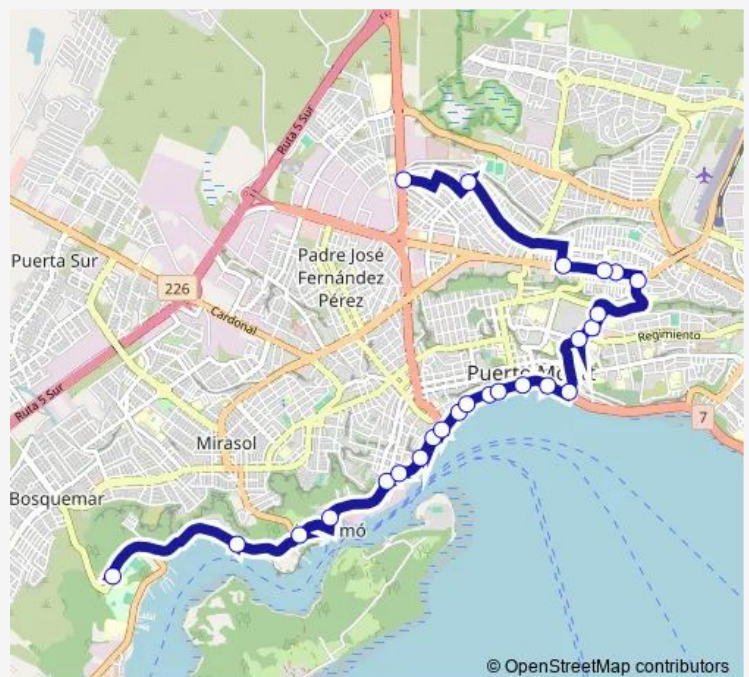 Ruta 5 Sur
Puerta Sur
Padre José
Fernández
Pérez
226
Cardonal
Regimiento
Ruta 5 Sur
7
Mirasol
Bosquemar
mó
© OpenStreetMap contributors